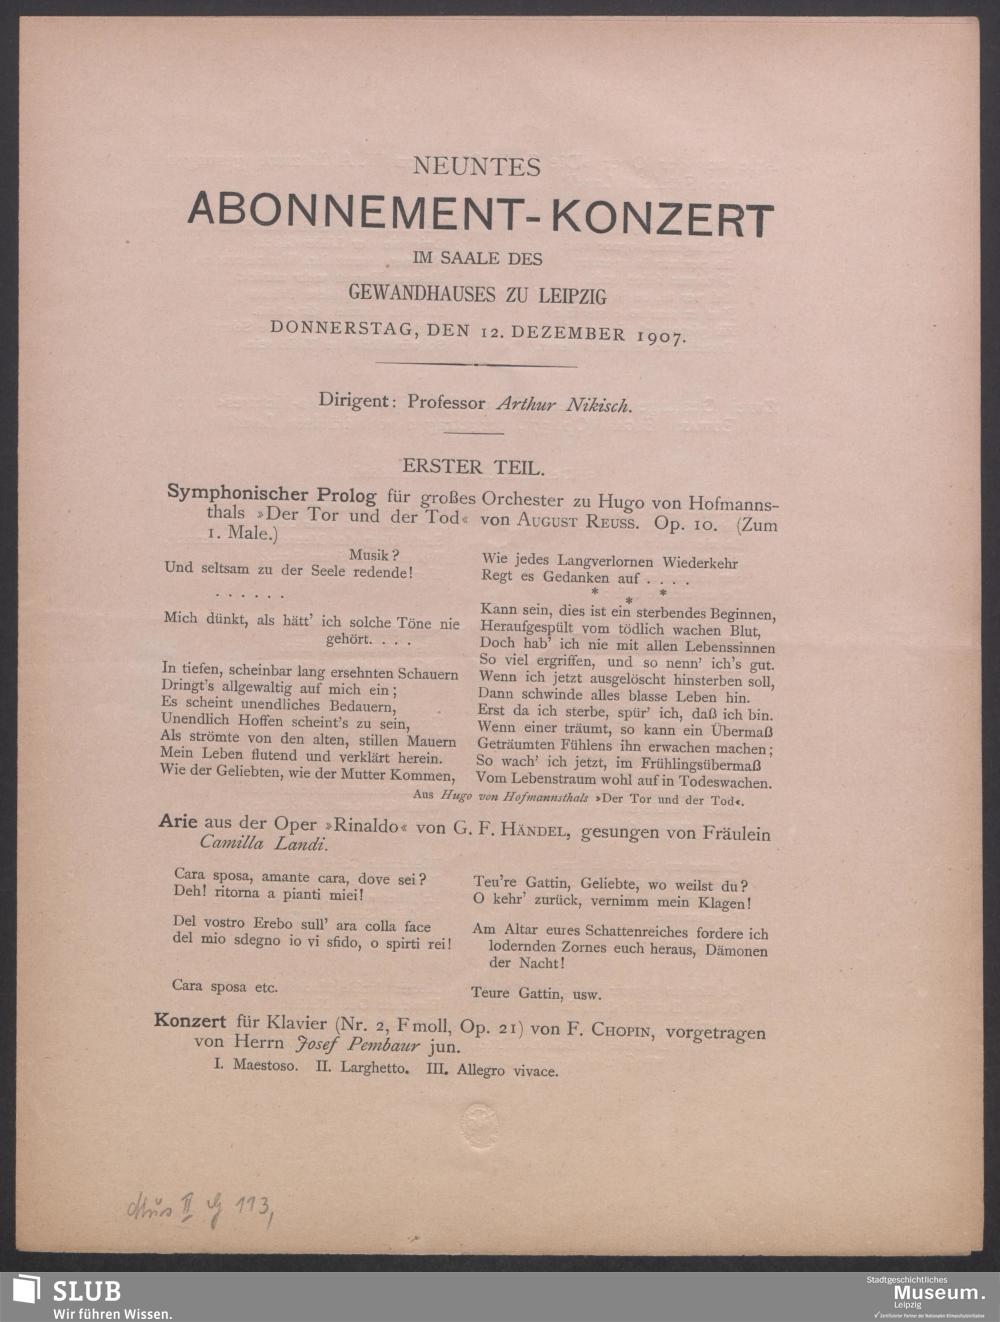 NEUNTES
ABONNEMENT-KONZERT
IM SAALE DES
GEWANDHAUSES ZU LEIPZIG
DONNERSTAG, DEN 12. DEZEMBER 1907.
Dirigent: Professor Arthur Nikisch.
ERSTER TEIL.
Symphonischer Prolog für großes Orchester zu Hugo von Hofmanns-
thals »Der Tor und der Tod« von AUGUST REUSS. Op. 10. (Zum
1. Male.)
Musik?
Und seltsam zu der Seele redende!
. . . . . .
Mich dünkt, als hätt' ich solche Töne nie
gehört. . . .
In tiefen, scheinbar lang ersehnten Schauern
Dringt's allgewaltig auf mich ein;
Es scheint unendliches Bedauern,
Unendlich Hoffen scheint's zu sein,
Als strömte von den alten, stillen Mauern
Mein Leben flutend und verklärt herein.
Wie der Geliebten, wie der Mutter Kommen,
Wie jedes Langverlornen Wiederkehr
Regt es Gedanken auf . . . .
* * *
Kann sein, dies ist ein sterbendes Beginnen,
Heraufgespült vom tödlich wachen Blut,
Doch hab' ich nie mit allen Lebenssinnen
So viel ergriffen, und so nenn' ich's gut.
Wenn ich jetzt ausgelöscht hinsterben soll,
Dann schwinde alles blasse Leben hin.
Erst da ich sterbe, spür' ich, daß ich bin.
Wenn einer träumt, so kann ein Übermaß
Geträumten Fühlens ihn erwachen machen;
So wach' ich jetzt, im Frühlingsübermaß
Vom Lebenstraum wohl auf in Todeswachen.
Aus Hugo von Hofmannsthals »Der Tor und der Tod«.
Arie aus der Oper »Rinaldo« von G. F. HÄNDEL, gesungen von Fräulein
Camilla Landi.
Cara sposa, amante cara, dove sei?
Deh! ritorna a pianti miei!
Del vostro Erebo sull' ara colla face
del mio sdegno io vi sfido, o spirti rei!
Cara sposa etc.
Teu're Gattin, Geliebte, wo weilst du?
O kehr' zurück, vernimm mein Klagen!
Am Altar eures Schattenreiches fordere ich
lodernden Zornes euch heraus, Dämonen
der Nacht!
Teure Gattin, usw.
Konzert für Klavier (Nr. 2, F moll, Op. 21) von F. CHOPIN, vorgetragen
von Herrn Josef Pembaur jun.
I. Maestoso. II. Larghetto. III. Allegro vivace.
Mus II G 113,
SLUB
Wir führen Wissen.
Stadtgeschichtliches
Museum.
Leipzig
Zertifizierter Partner der Nationalen Klimaschutzinitiative